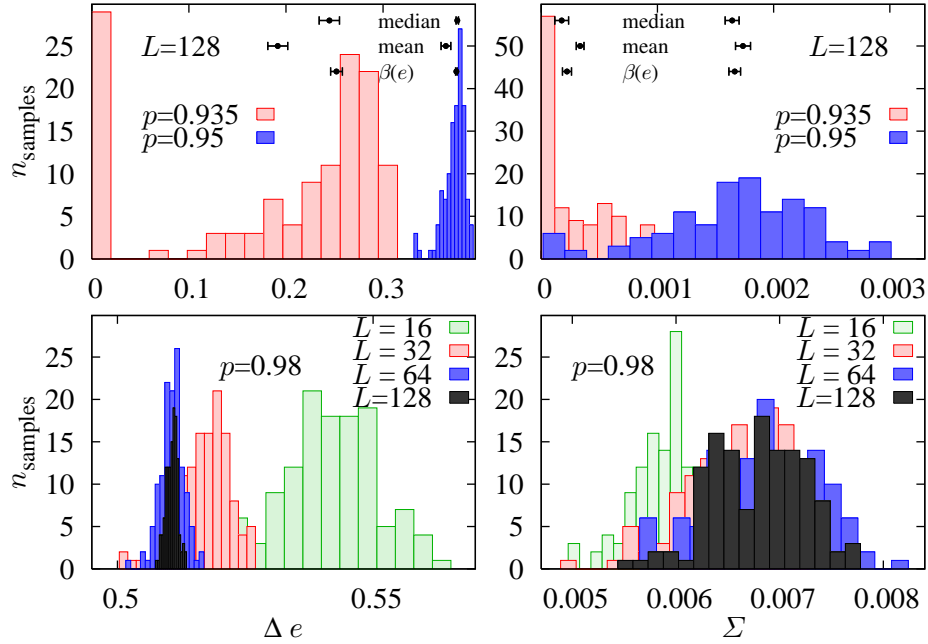 25
20
15
10
5
0
n_samples
L=128
median
mean
β(e)
p=0.935
p=0.95
0 0.1 0.2 0.3
50
40
30
20
10
0
median
mean
β(e)
L=128
p=0.935
p=0.95
0 0.001 0.002 0.003
25
20
15
10
5
0
n_samples
p=0.98
L = 16
L = 32
L = 64
L=128
0.5 0.55
Δ e
25
20
15
10
5
0
p=0.98
L = 16
L = 32
L = 64
L=128
0.005 0.006 0.007 0.008
Σ